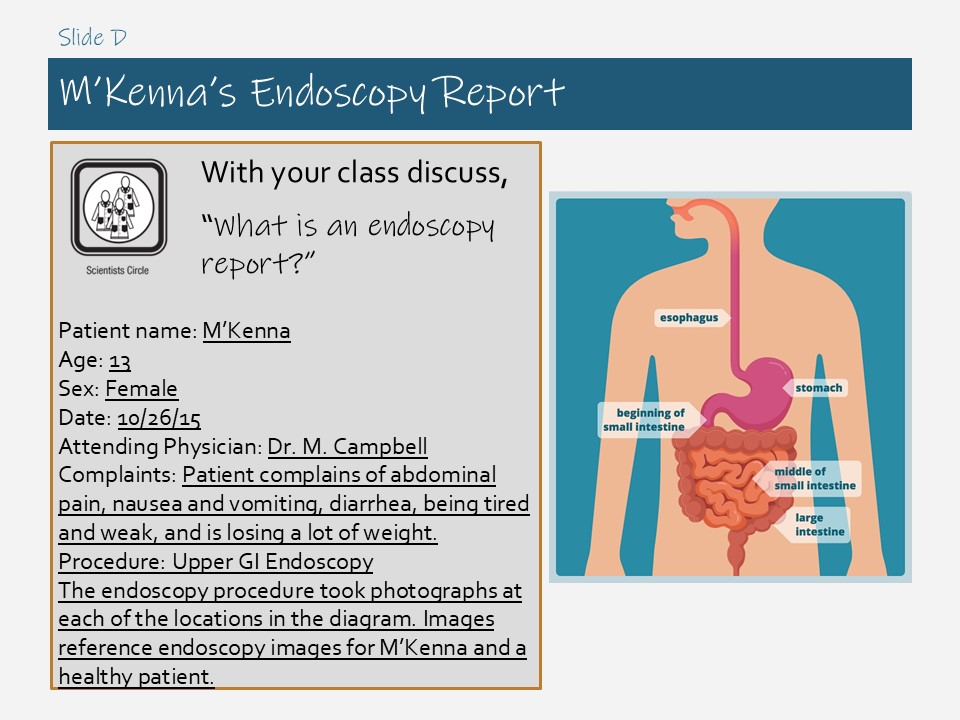 Slide D
M’Kenna’s Endoscopy Report
With your class discuss,
“What is an endoscopy
report?”
Scientists Circle
Patient name: M’Kenna
Age: 13
Sex: Female
Date: 10/26/15
Attending Physician: Dr. M. Campbell
Complaints: Patient complains of abdominal
pain, nausea and vomiting, diarrhea, being tired
and weak, and is losing a lot of weight.
Procedure: Upper GI Endoscopy
The endoscopy procedure took photographs at
each of the locations in the diagram. Images
reference endoscopy images for M’Kenna and a
healthy patient.
esophagus
stomach
beginning of
small intestine
middle of
small intestine
large
intestine